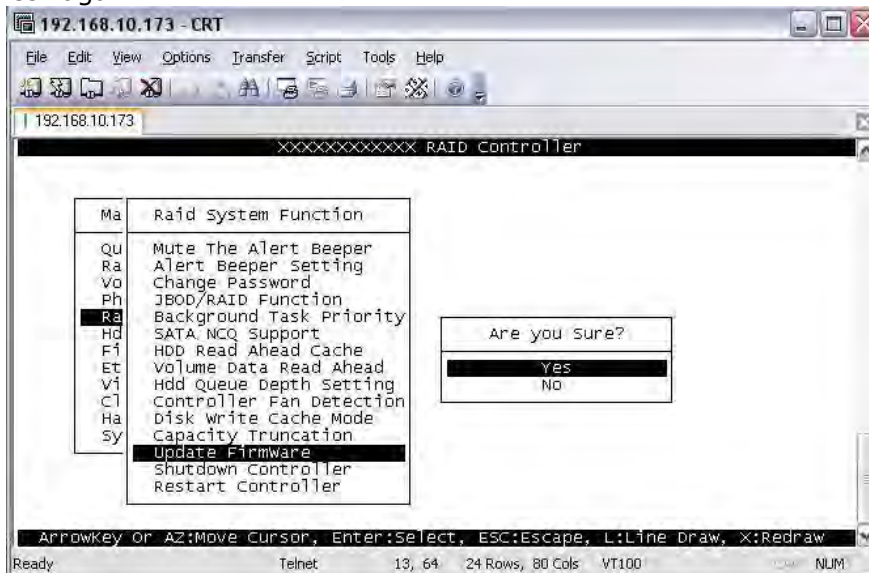 192.168.10.173 - CRT
File Edit View Options Transfer Script Tools Help
192.168.10.173
XXXXXXXXXXXX RAID Controller
Ma
Qu
Ra
Vo
Ph
Ra
Hd
Fi
Et
Vi
Cl
Ha
Sy
Raid System Function
Mute The Alert Beeper
Alert Beeper Setting
Change Password
JBOD/RAID Function
Background Task Priority
SATA NCQ Support
HDD Read Ahead Cache
Volume Data Read Ahead
Hdd Queue Depth Setting
Controller Fan Detection
Disk Write Cache Mode
Capacity Truncation
Update FirmWare
Shutdown Controller
Restart Controller
Are you Sure?
Yes
No
ArrowKey Or AZ:Move Cursor, Enter:Select, ESC:Escape, L:Line Draw, X:Redraw
Ready Telnet 13, 64 24 Rows, 80 Cols VT100 NUM